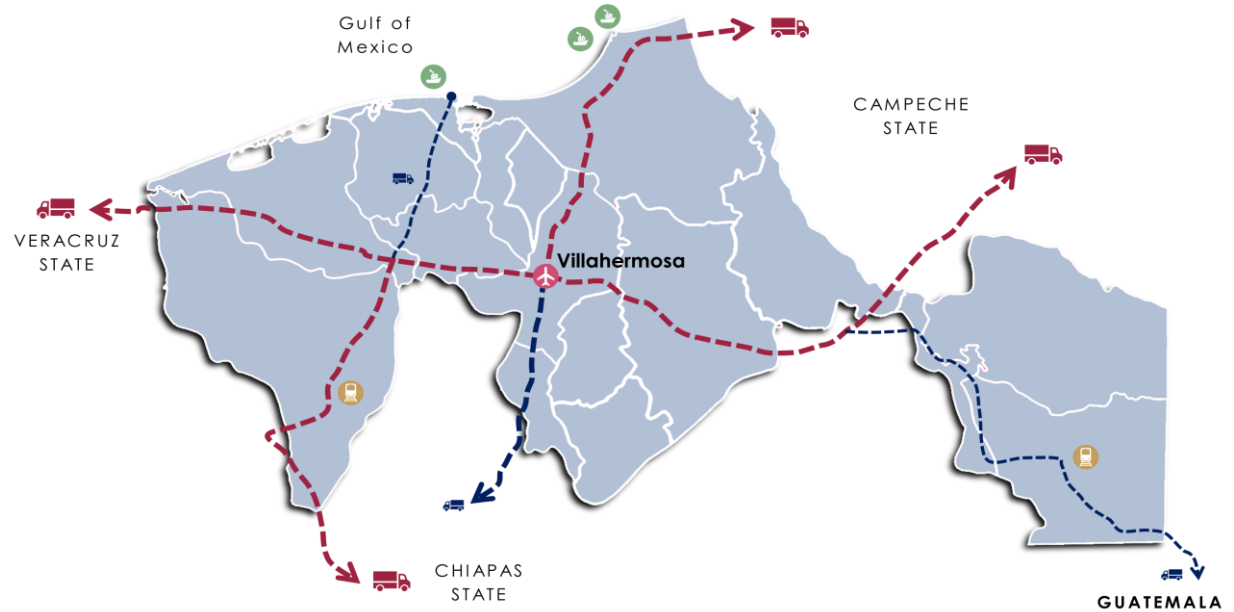 Gulf of
Mexico
CAMPECHE
STATE
VERACRUZ
STATE
Villahermosa
CHIAPAS
STATE
GUATEMALA